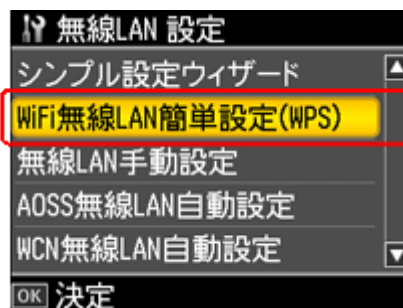 無線LAN 設定
シンプル設定ウィザード
WiFi無線LAN簡単設定(WPS)
無線LAN手動設定
AOSS無線LAN自動設定
WCN無線LAN自動設定
OK 決定